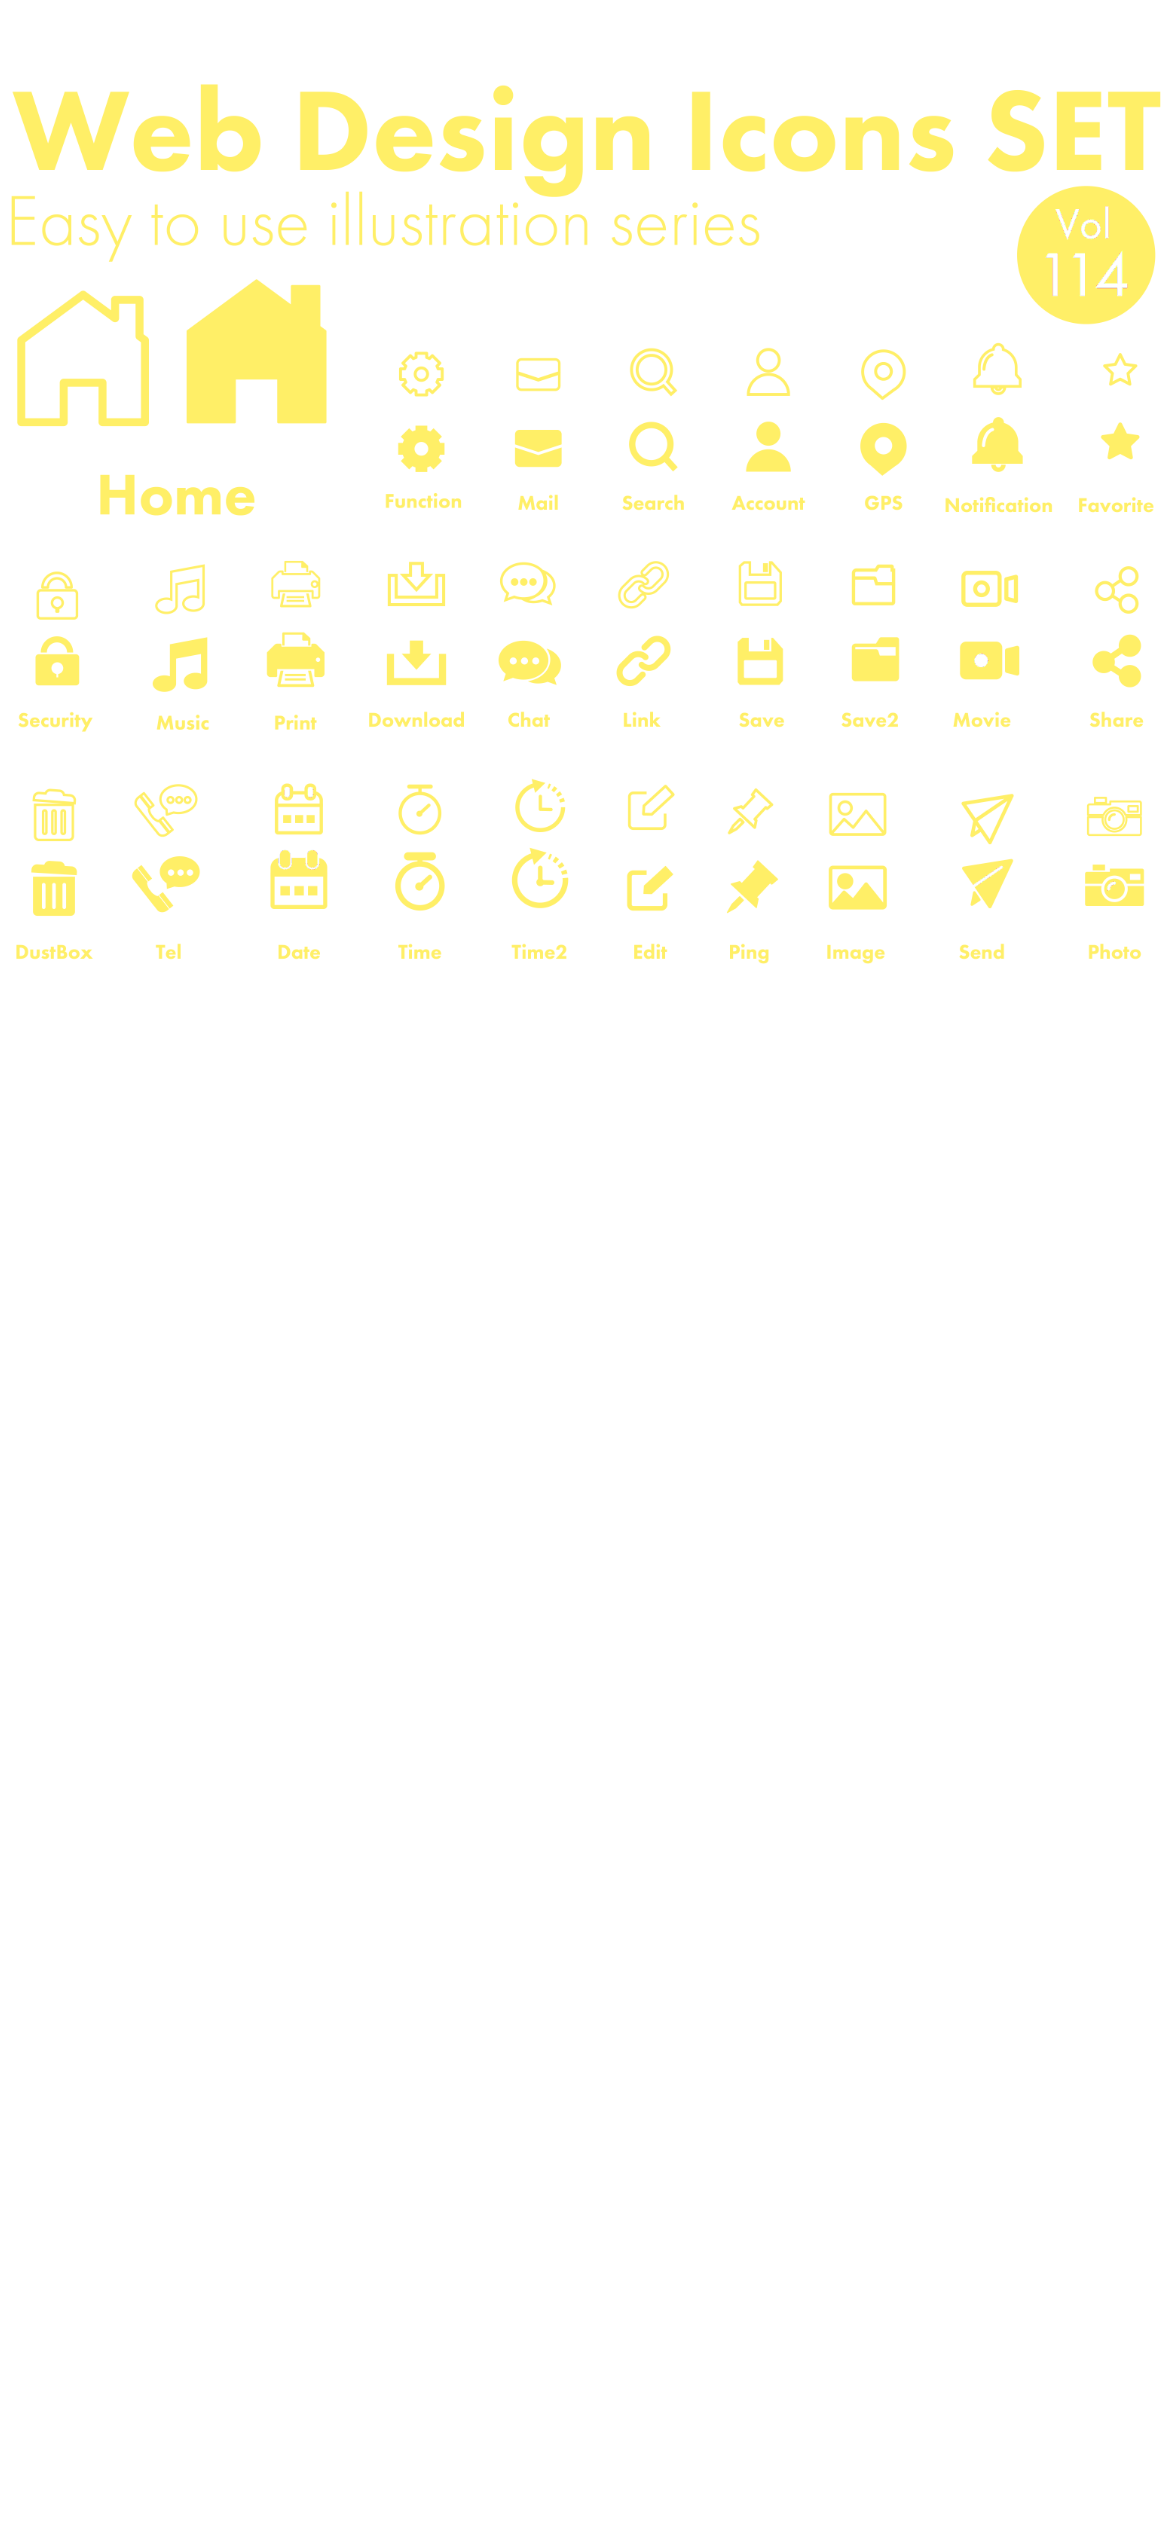 Web Design Icons SET
Easy to use illustration series
Vol
114
Home
Function Mail Search Account GPS Notification Favorite
Security Music Print Download Chat Link Save Save2 Movie Share
DustBox Tel Date Time Time2 Edit Ping Image Send Photo